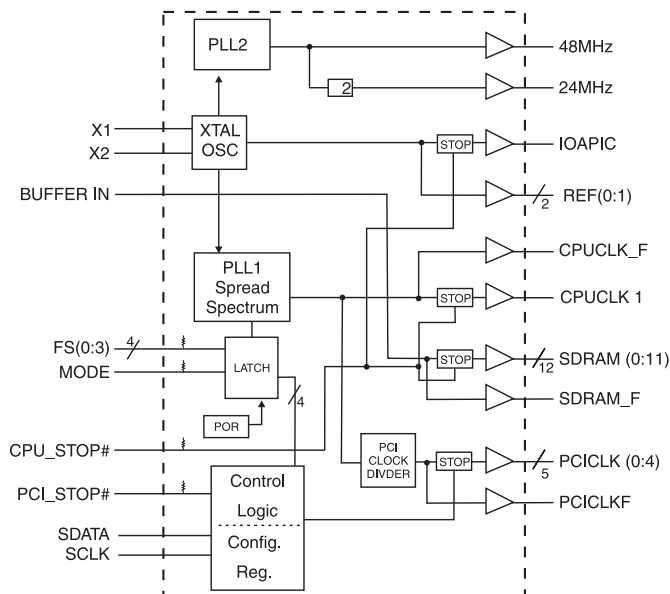 PLL2
48MHz
2
24MHz
X1
X2
XTAL
OSC
STOP
IOAPIC
BUFFER IN
REF(0:1)
2
CPUCLK_F
PLL1
Spread
Spectrum
STOP
CPUCLK 1
FS(0:3)
4
MODE
LATCH
STOP
SDRAM (0:11)
12
SDRAM_F
4
POR
CPU_STOP#
PCI
CLOCK
DIVDER
STOP
PCICLK (0:4)
5
PCICLKF
PCI_STOP#
SDATA
SCLK
Control
Logic
Config.
Reg.